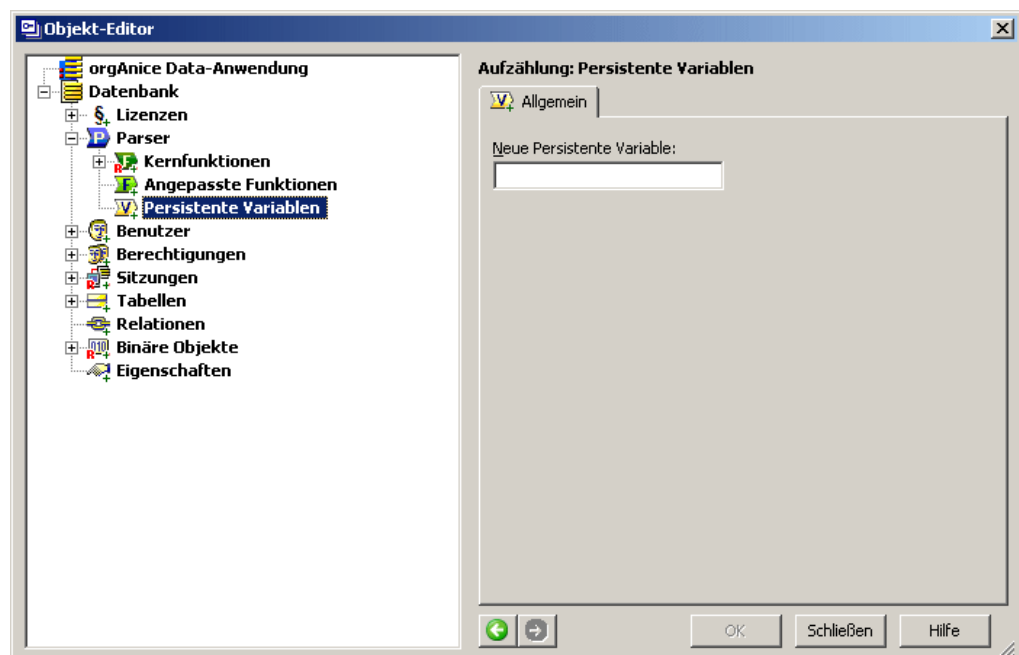 Objekt-Editor
orgAnice Data-Anwendung
Datenbank
Lizenzen
Parser
Kernfunktionen
Angepasste Funktionen
Persistente Variablen
Benutzer
Berechtigungen
Sitzungen
Tabellen
Relationen
Binäre Objekte
Eigenschaften
Aufzählung: Persistente Variablen
Allgemein
Neue Persistente Variable:
OK
Schließen
Hilfe